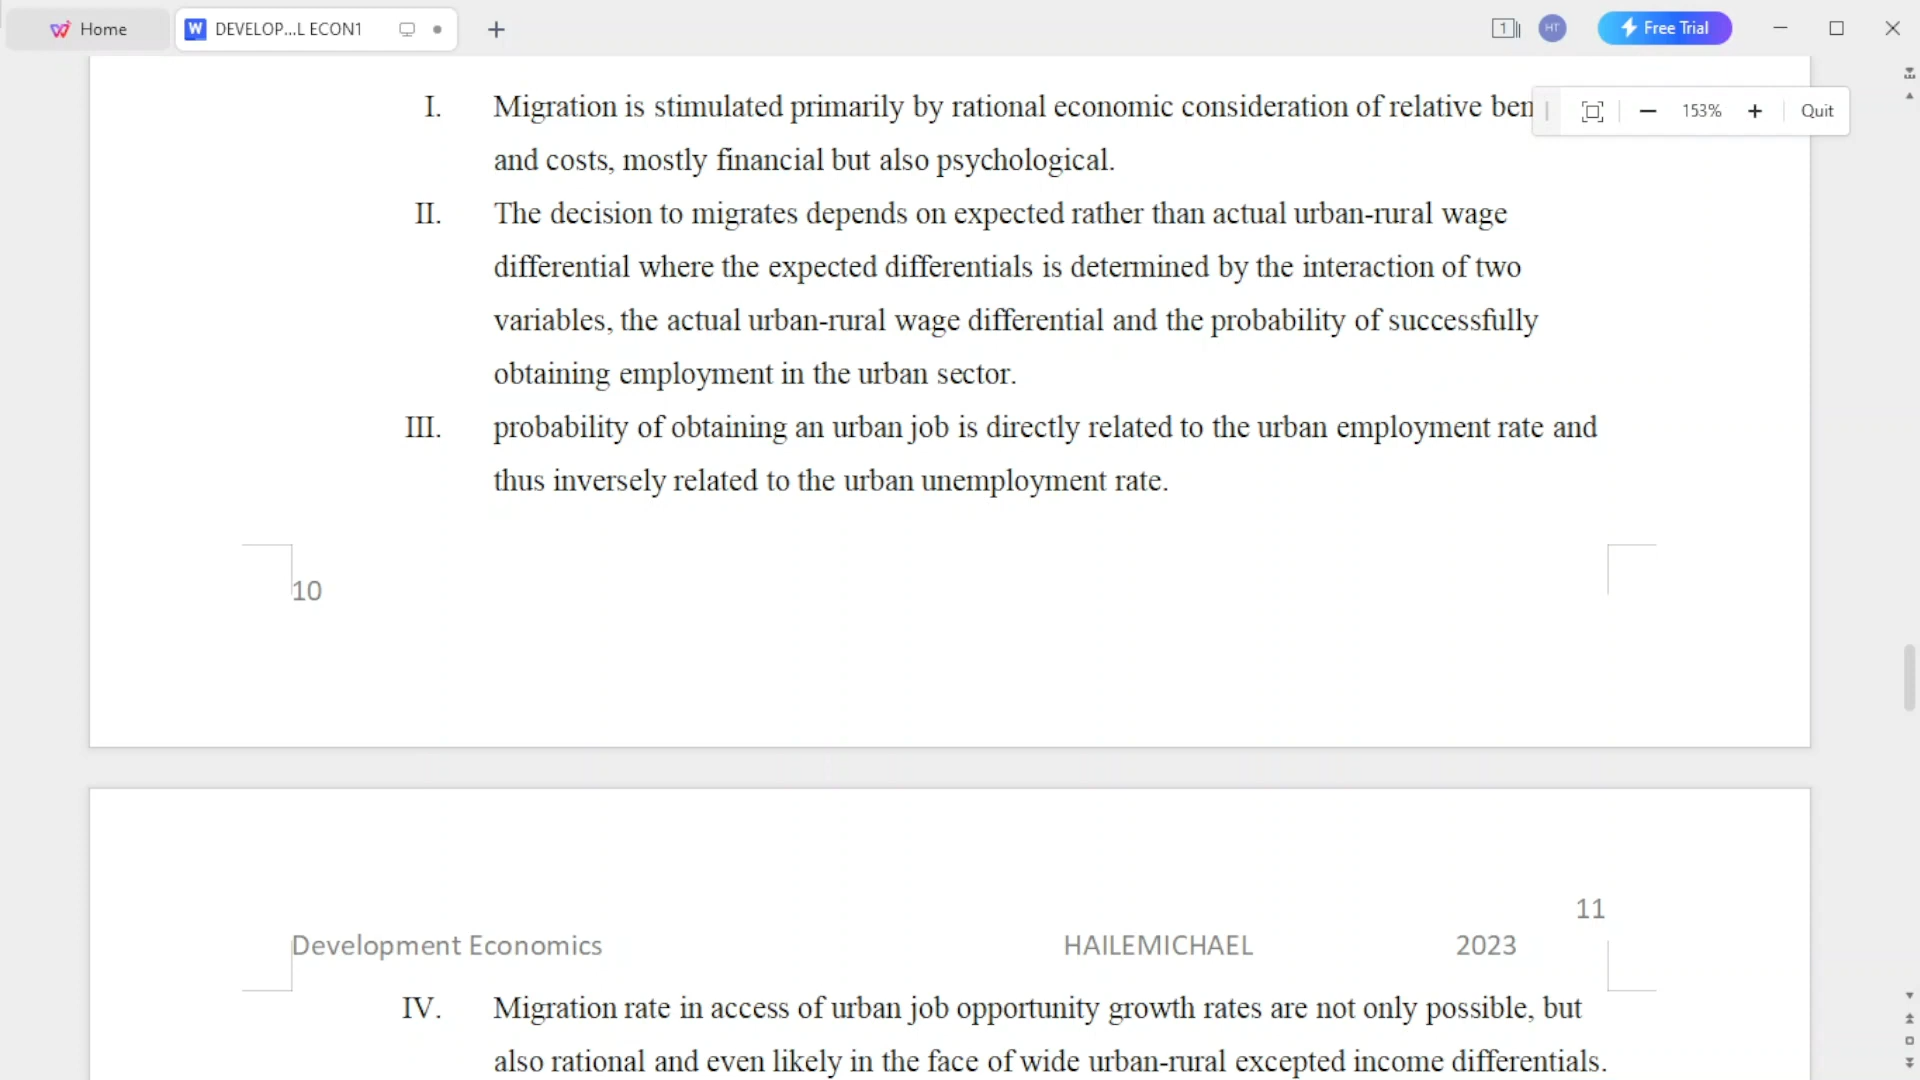 Home
DEVELOP...L ECON1
1
HT
Free Trial
I. Migration is stimulated primarily by rational economic consideration of relative ben
153%
Quit
and costs, mostly financial but also psychological.
II. The decision to migrates depends on expected rather than actual urban-rural wage
differential where the expected differentials is determined by the interaction of two
variables, the actual urban-rural wage differential and the probability of successfully
obtaining employment in the urban sector.
III. probability of obtaining an urban job is directly related to the urban employment rate and
thus inversely related to the urban unemployment rate.
10
11
Development Economics HAILEMICHAEL 2023
IV. Migration rate in access of urban job opportunity growth rates are not only possible, but
also rational and even likely in the face of wide urban-rural excepted income differentials.